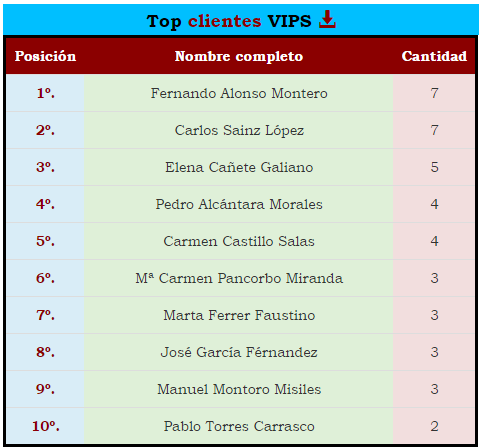 Top clientes VIPS
Posición Nombre completo Cantidad
1º. Fernando Alonso Montero 7
2º. Carlos Sainz López 7
3º. Elena Cañete Galiano 5
4º. Pedro Alcántara Morales 4
5º. Carmen Castillo Salas 4
6º. Mª Carmen Pancorbo Miranda 3
7º. Marta Ferrer Faustino 3
8º. José García Férnandez 3
9º. Manuel Montoro Misiles 3
10º. Pablo Torres Carrasco 2